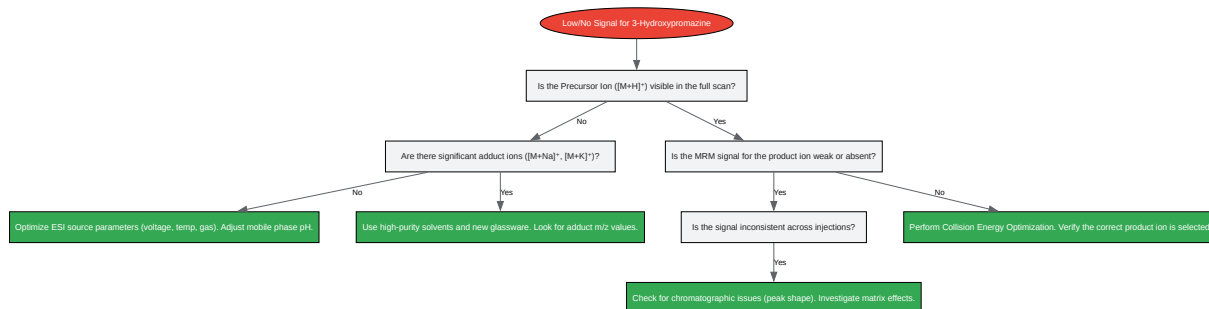 Low/No Signal for 3-Hydroxypromazine
Is the Precursor Ion ([M+H]⁺) visible in the full scan?
No
Yes
Are there significant adduct ions ([M+Na]⁺, [M+K]⁺)?
Is the MRM signal for the product ion weak or absent?
No
Yes
Yes
No
Optimize ESI source parameters (voltage, temp, gas). Adjust mobile phase pH.
Use high-purity solvents and new glassware. Look for adduct m/z values.
Is the signal inconsistent across injections?
Perform Collision Energy Optimization. Verify the correct product ion is selected
Yes
Check for chromatographic issues (peak shape). Investigate matrix effects.